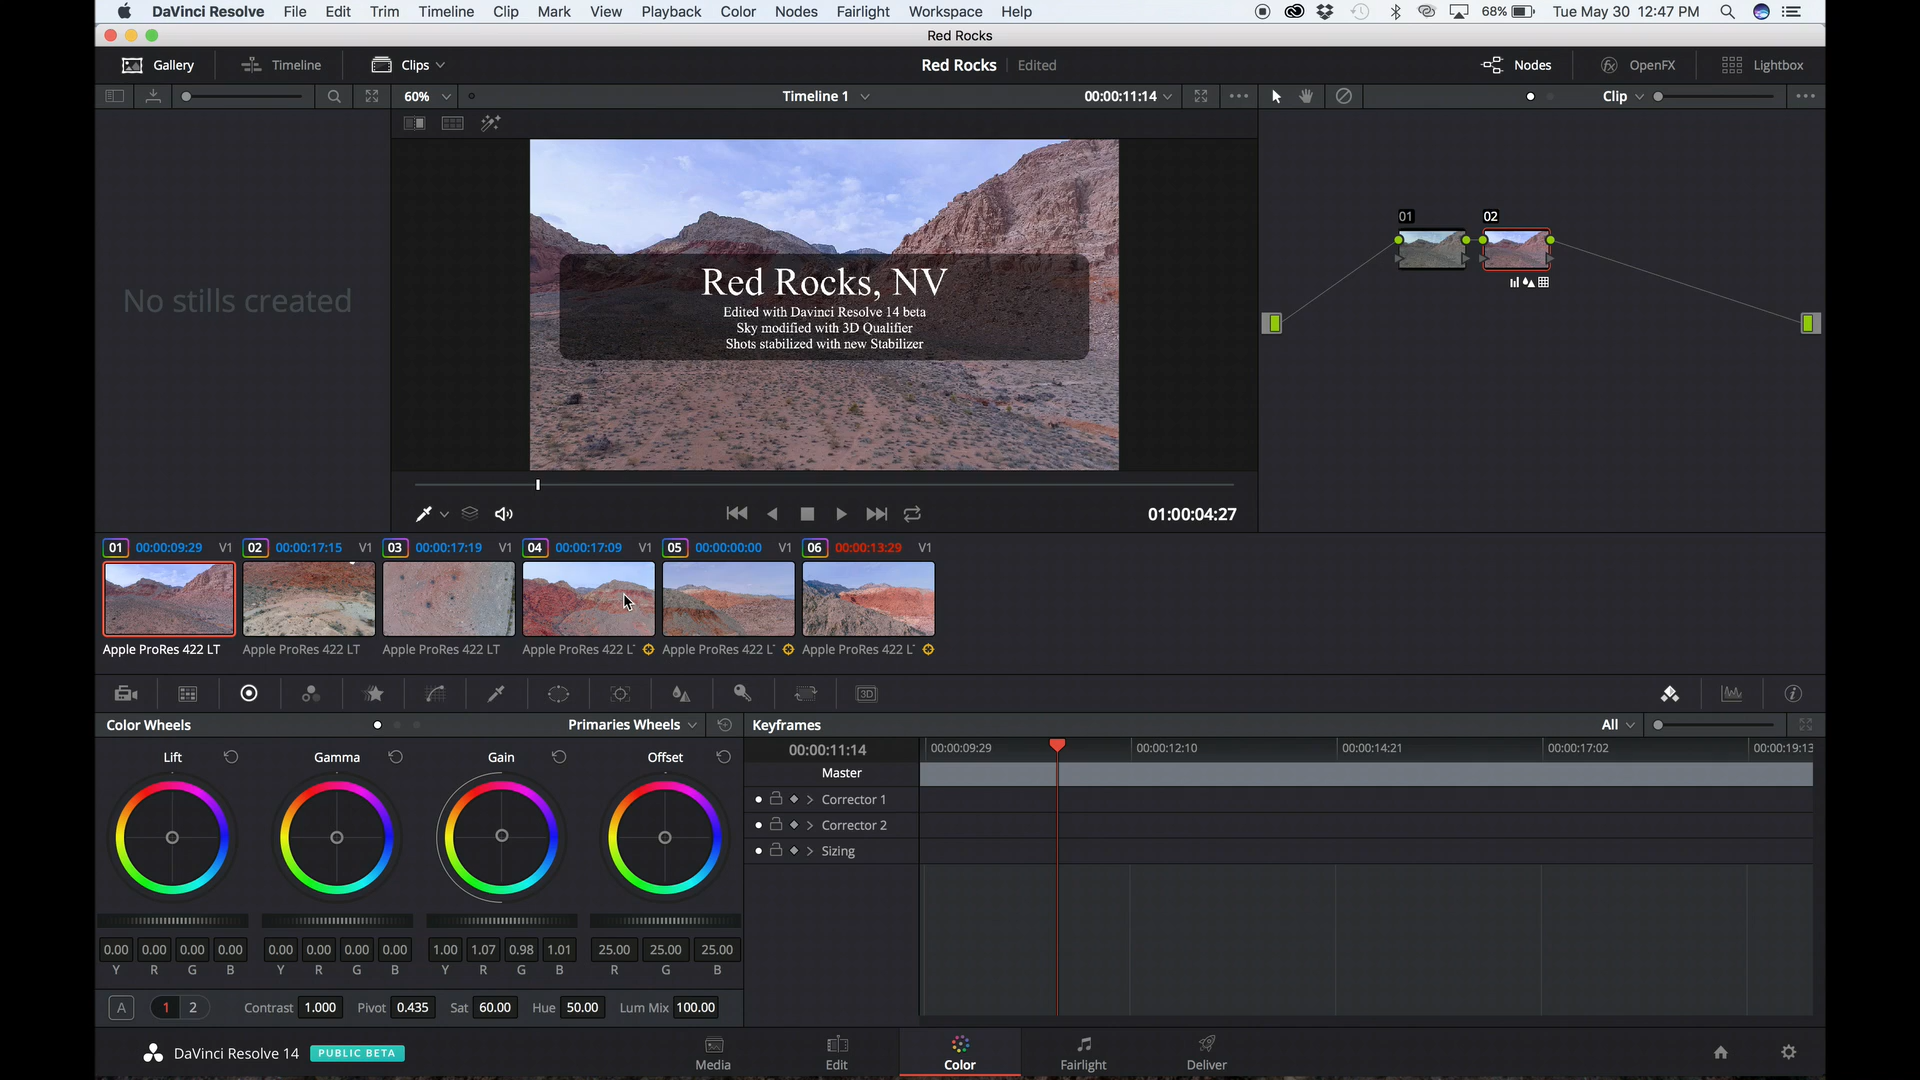 DaVinci Resolve File Edit Trim Timeline Clip Mark View Playback Color Nodes Fairlight Workspace Help 68% Tue May 30 12:47 PM
Red Rocks
Gallery Timeline Clips Red Rocks Edited Nodes OpenFX Lightbox
60% Timeline 1 00:00:11:14 Clip
No stills created
Red Rocks, NV
Edited with Davinci Resolve 14 beta
Sky modified with 3D Qualifier
Shots stabilized with new Stabilizer
01 02
01:00:04:27
01 00:00:09:29 V1 02 00:00:17:15 V1 03 00:00:17:19 V1 04 00:00:17:09 V1 05 00:00:00:00 V1 06 00:00:13:29 V1
Apple ProRes 422 LT Apple ProRes 422 LT Apple ProRes 422 LT Apple ProRes 422 L Apple ProRes 422 L Apple ProRes 422 L
3D
Color Wheels Primaries Wheels Keyframes All
Lift Gamma Gain Offset
00:00:11:14 00:00:09:29 00:00:12:10 00:00:14:21 00:00:17:02 00:00:19:13
Master
Corrector 1
Corrector 2
Sizing
0.00 0.00 0.00 0.00 0.00 0.00 0.00 0.00 1.00 1.07 0.98 1.01 25.00 25.00 25.00
Y R G B Y R G B Y R G B R G B
A 1 2 Contrast 1.000 Pivot 0.435 Sat 60.00 Hue 50.00 Lum Mix 100.00
DaVinci Resolve 14 PUBLIC BETA Media Edit Color Fairlight Deliver